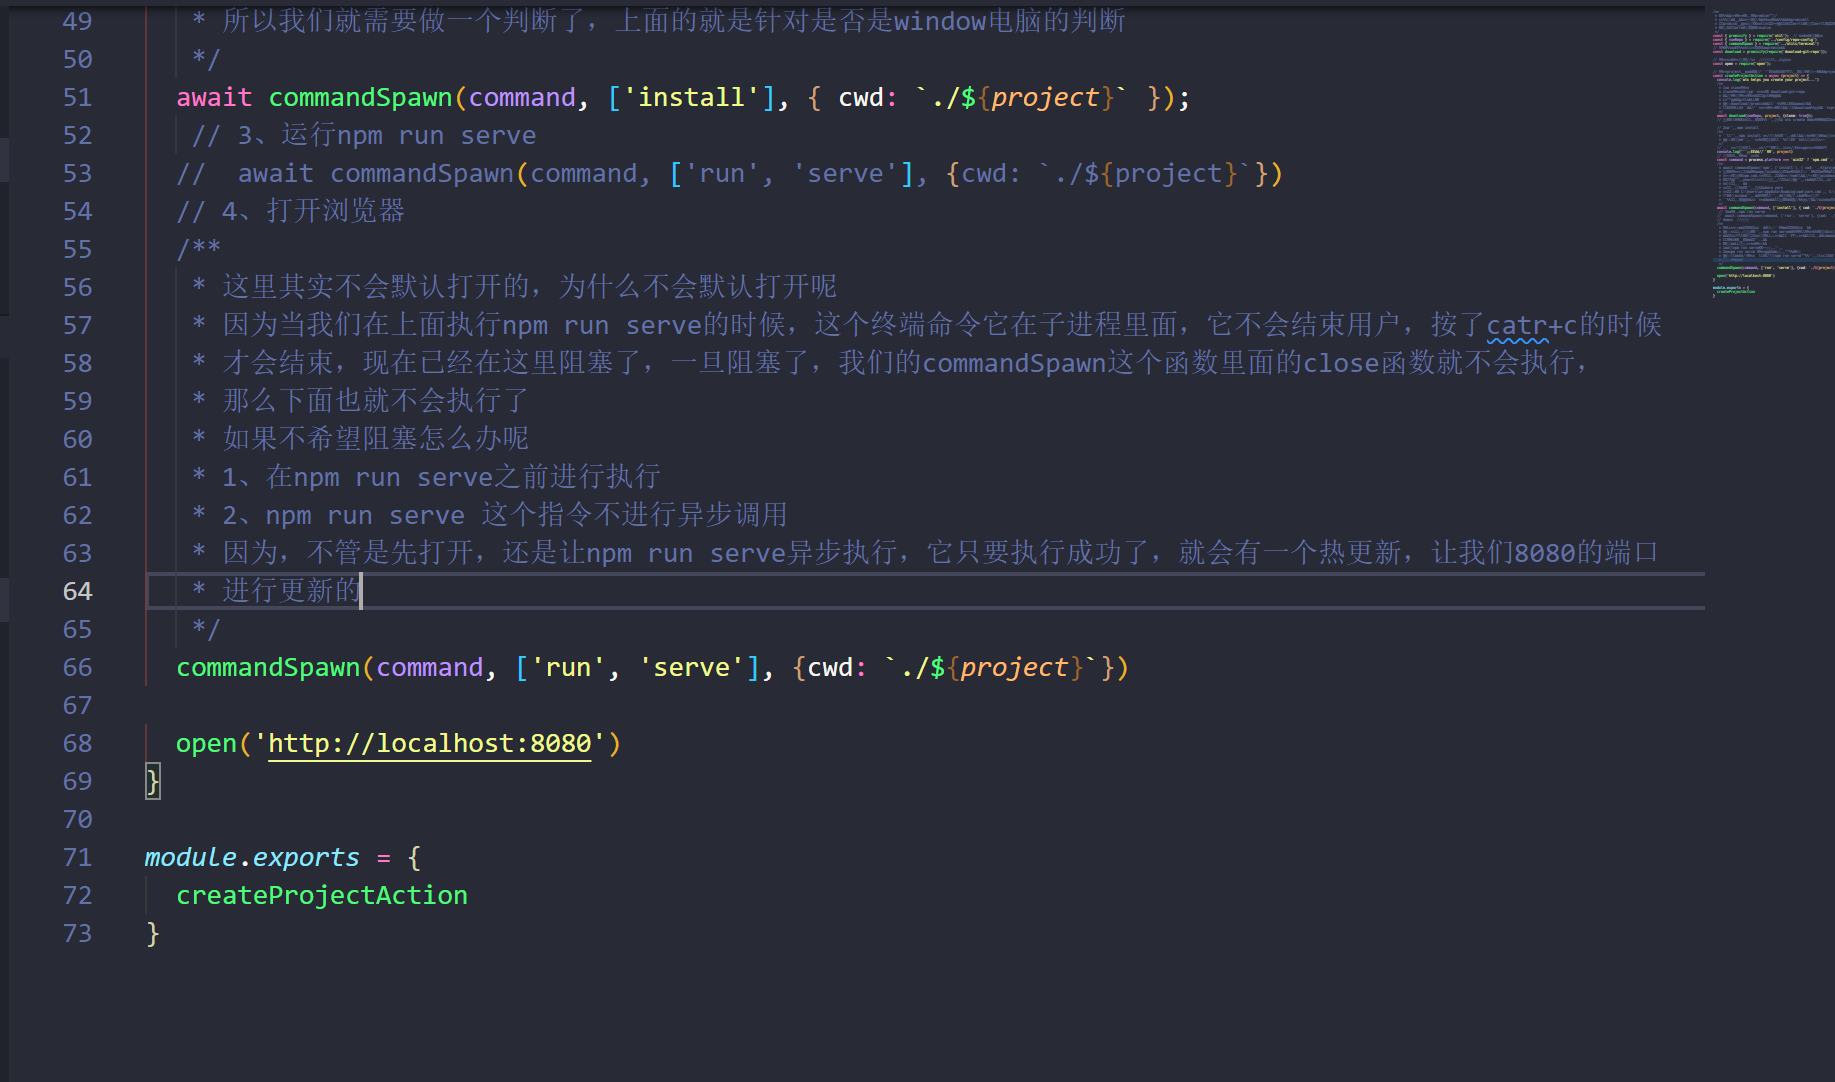 49 * 所以我们就需要做一个判断了，上面的就是针对是否是window电脑的判断
50 */
51 await commandSpawn(command, ['install'], { cwd: `./${project}` });
52 // 3、运行npm run serve
53 //  await commandSpawn(command, ['run', 'serve'], {cwd: `./${project}`})
54 // 4、打开浏览器
55 /**
56 * 这里其实不会默认打开的，为什么不会默认打开呢
57 * 因为当我们在上面执行npm run serve的时候，这个终端命令它在子进程里面，它不会结束用户，按了catr+c的时候
58 * 才会结束，现在已经在这里阻塞了，一旦阻塞了，我们的commandSpawn这个函数里面的close函数就不会执行，
59 * 那么下面也就不会执行了
60 * 如果不希望阻塞怎么办呢
61 * 1、在npm run serve之前进行执行
62 * 2、npm run serve 这个指令不进行异步调用
63 * 因为，不管是先打开，还是让npm run serve异步执行，它只要执行成功了，就会有一个热更新，让我们8080的端口
64 * 进行更新的
65 */
66 commandSpawn(command, ['run', 'serve'], {cwd: `./${project}`})
67
68 open('http://localhost:8080')
69 }
70
71 module.exports = {
72 createProjectAction
73 }